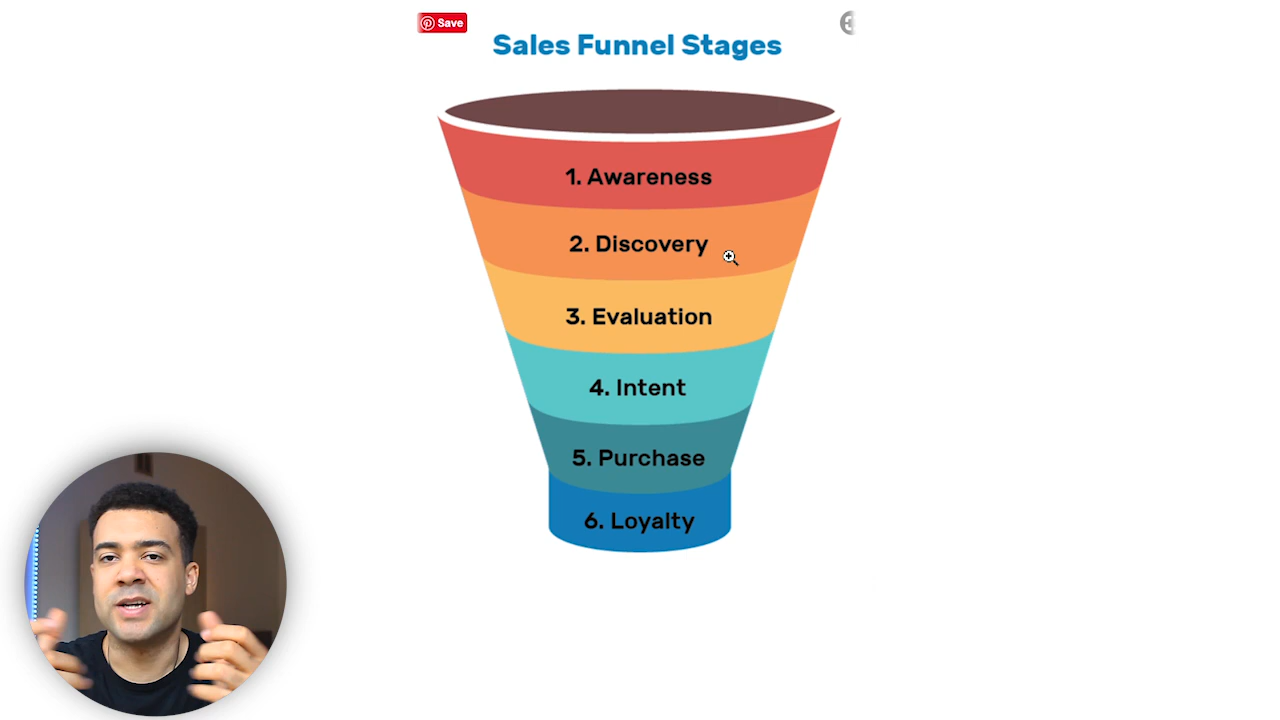 Save
Sales Funnel Stages
1. Awareness
2. Discovery
3. Evaluation
4. Intent
5. Purchase
6. Loyalty